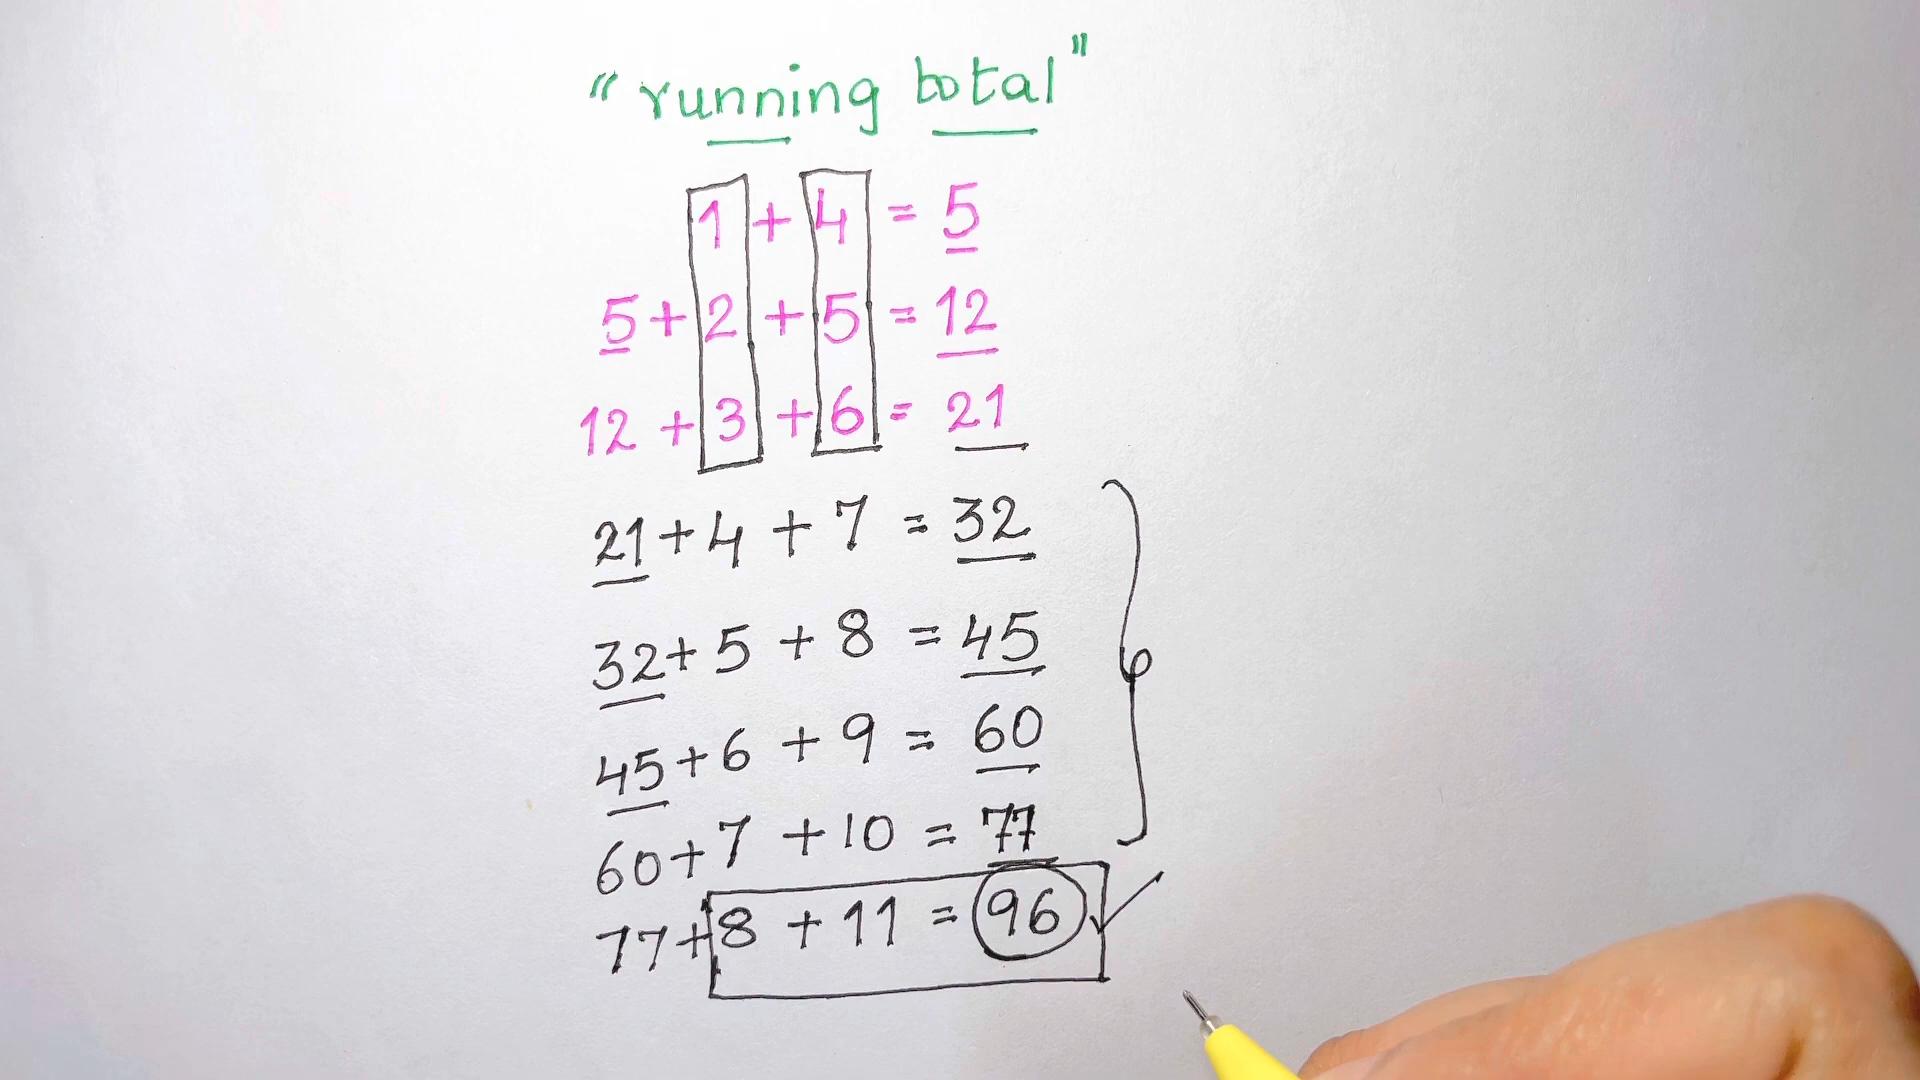 "running total"
1 + 4 = 5
5 + 2 + 5 = 12
12 + 3 + 6 = 21
21 + 4 + 7 = 32
32 + 5 + 8 = 45
45 + 6 + 9 = 60
60 + 7 + 10 = 77
77 + 8 + 11 = 96